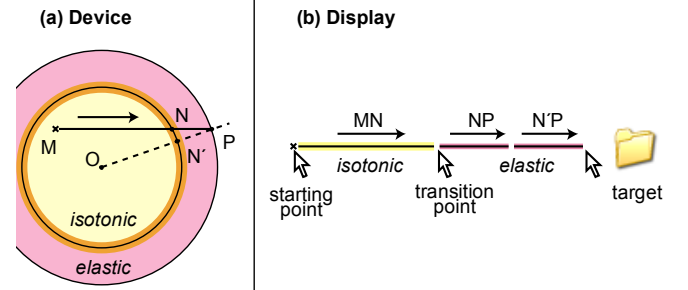 (a) Device
N
M
P
O
N´
isotonic
elastic
(b) Display
MN
NP
N´P
isotonic
elastic
starting
point
transition
point
target